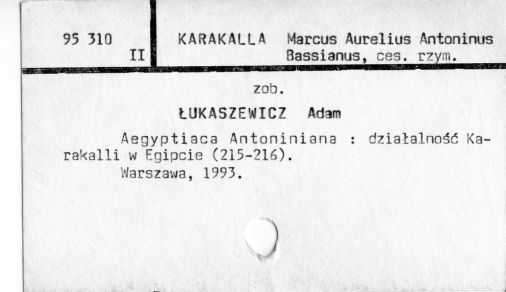 95 310 KARAKALLA Marcus Aurelius Antoninus
II Bassianus, ces. rzym.
zob.
ŁUKASZEWICZ Adam
Aegyptiaca Antoniniana : działalność Ka-
rakalli w Egipcie (215-216).
Warszawa, 1993.